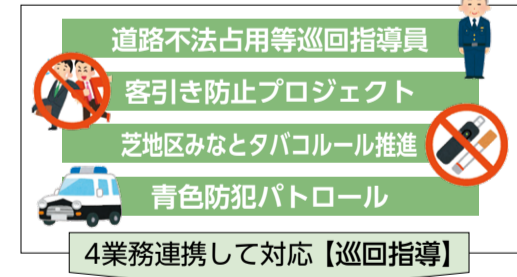 道路不法占用等巡回指導員
客引き防止プロジェクト
芝地区みなとタバコルール推進
青色防犯パトロール
4業務連携して対応【巡回指導】